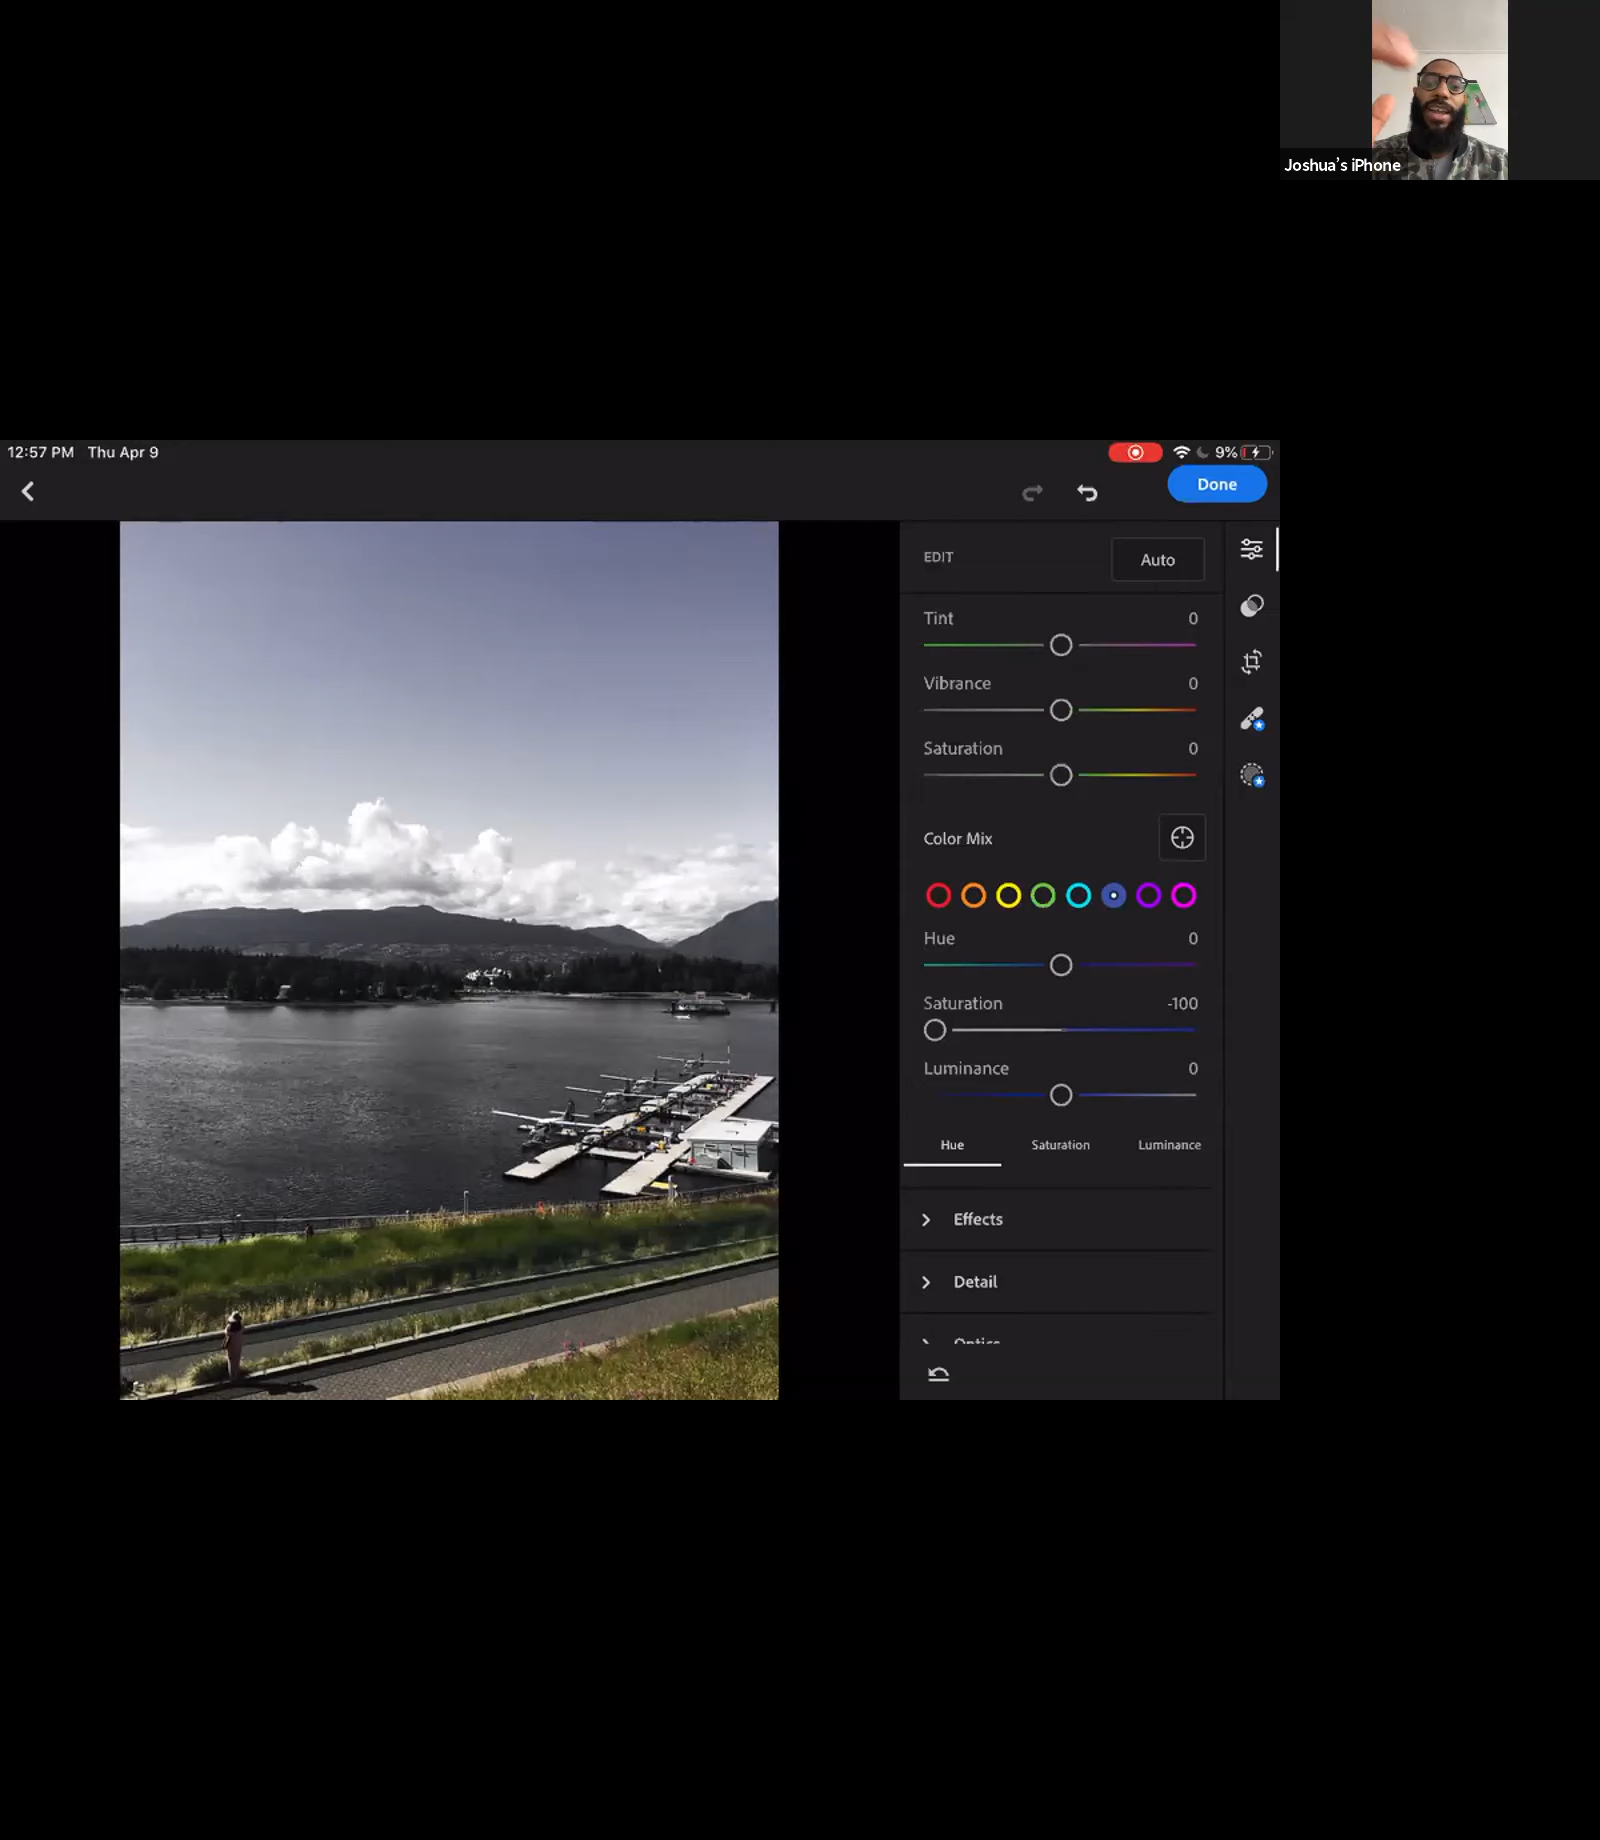 Joshua's iPhone
12:57 PM Thu Apr 9
9%
Done
EDIT
Auto
Tint 0
Vibrance 0
Saturation 0
Color Mix
Hue 0
Saturation -100
Luminance 0
Hue Saturation Luminance
Effects
Detail
Optics